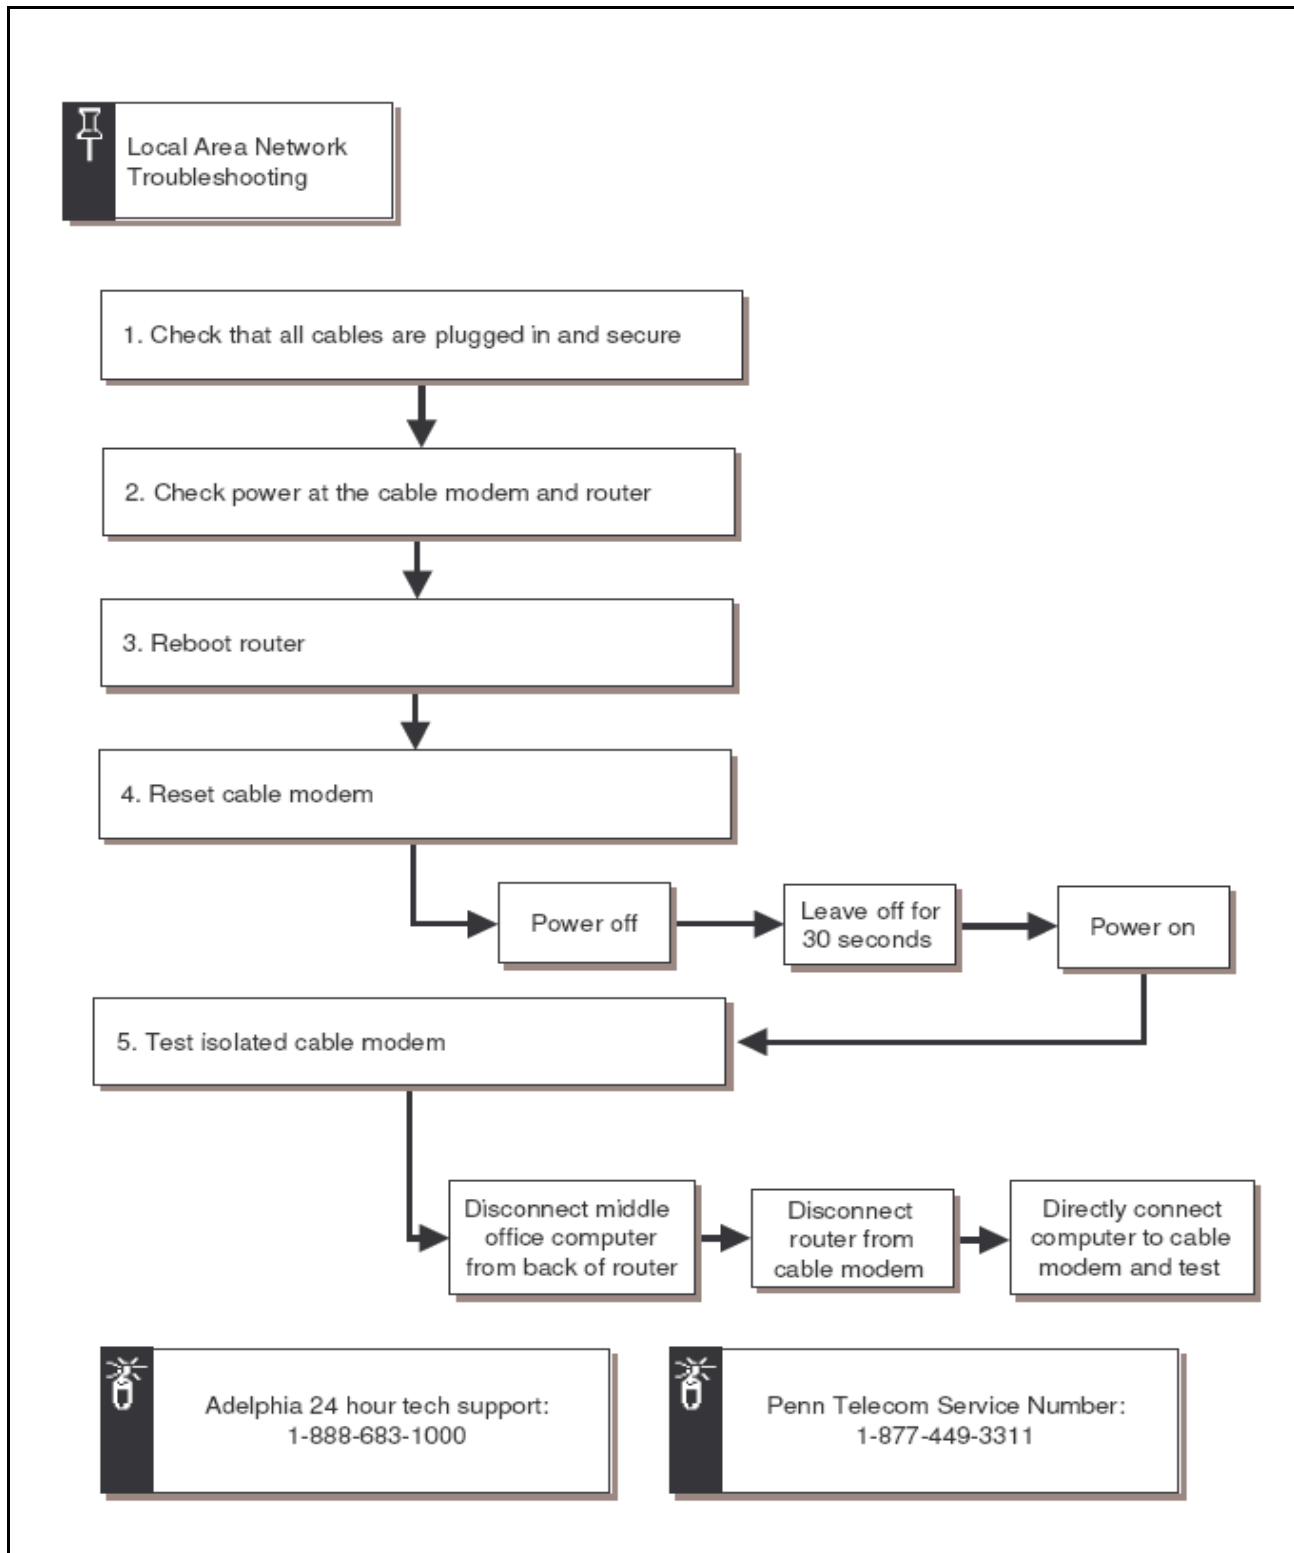 Local Area Network
Troubleshooting
1. Check that all cables are plugged in and secure
2. Check power at the cable modem and router
3. Reboot router
4. Reset cable modem
Power off
Leave off for
30 seconds
Power on
5. Test isolated cable modem
Disconnect middle
office computer
from back of router
Disconnect
router from
cable modem
Directly connect
computer to cable
modem and test
Adelphia 24 hour tech support:
1-888-683-1000
Penn Telecom Service Number:
1-877-449-3311